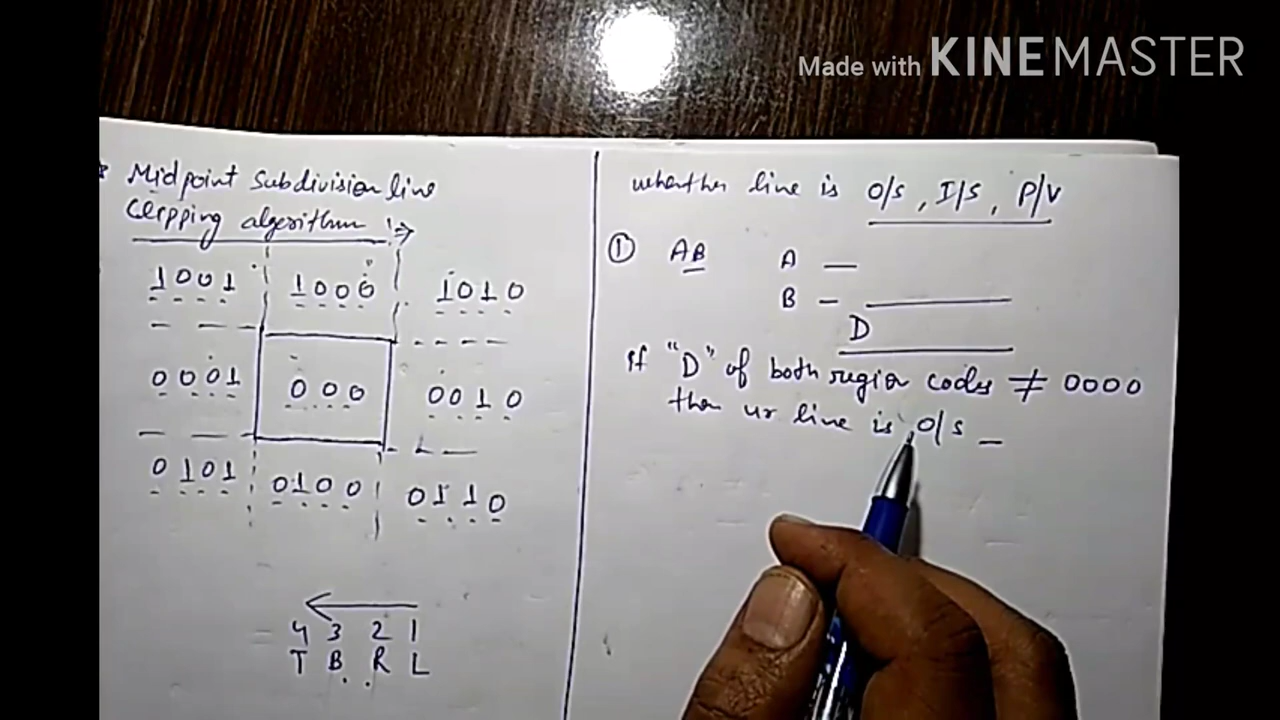 Made with KINEMASTER
* Midpoint Subdivision line
Clipping algorithm :⇒
1001 1000 1010
0001 000 0010
0101 0100 0110
4 3 2 1
T B R L
whether line is O/S, I/S, P/V
① AB A —
B —
D
If "D" of both region codes ≠ 0000
then ur line is O/S —